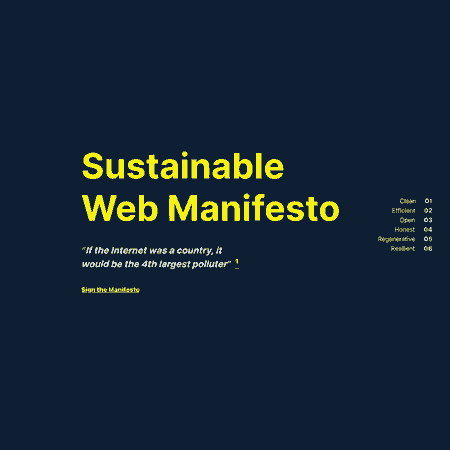 Sustainable
Web Manifesto
"If the Internet was a country, it
would be the 4th largest polluter" 1
Sign the Manifesto
Clean 01
Efficient 02
Open 03
Honest 04
Regenerative 05
Resilient 06